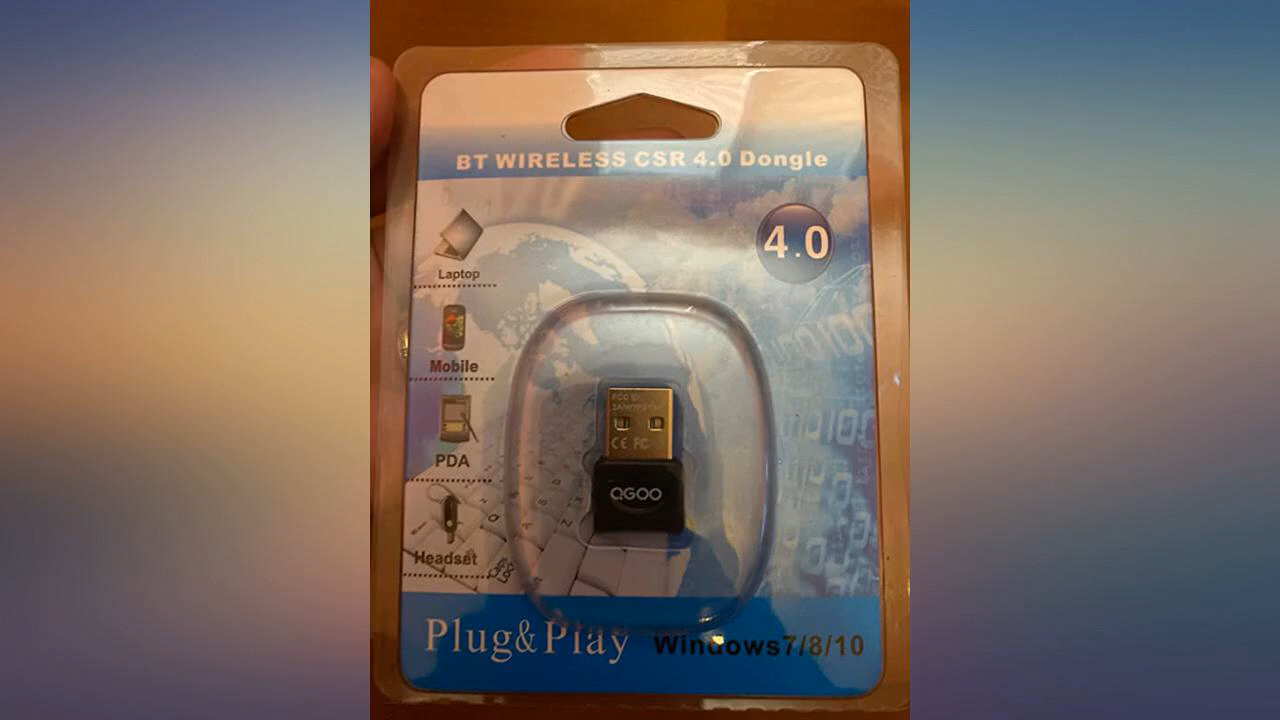 BT WIRELESS CSR 4.0 Dongle
4.0
Laptop
Mobile
PDA
Headset
FCC
CE FC
QGOO
Plug&Play Windows7/8/10